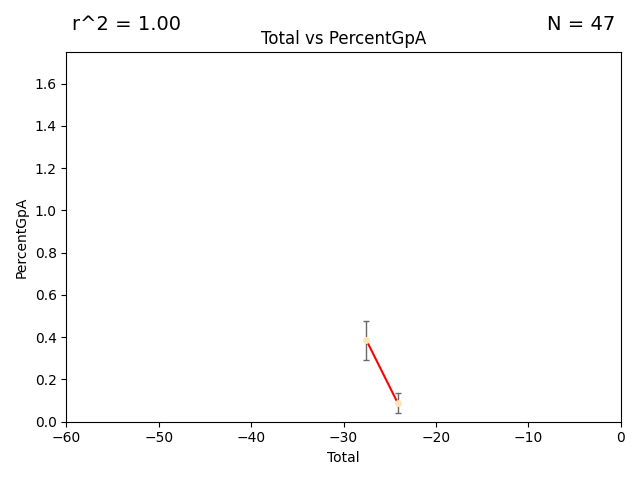 r^2 = 1.00
N = 47
Total vs PercentGpA
PercentGpA
1.6
1.4
1.2
1.0
0.8
0.6
0.4
0.2
0.0
−60 −50 −40 −30 −20 −10 0
Total